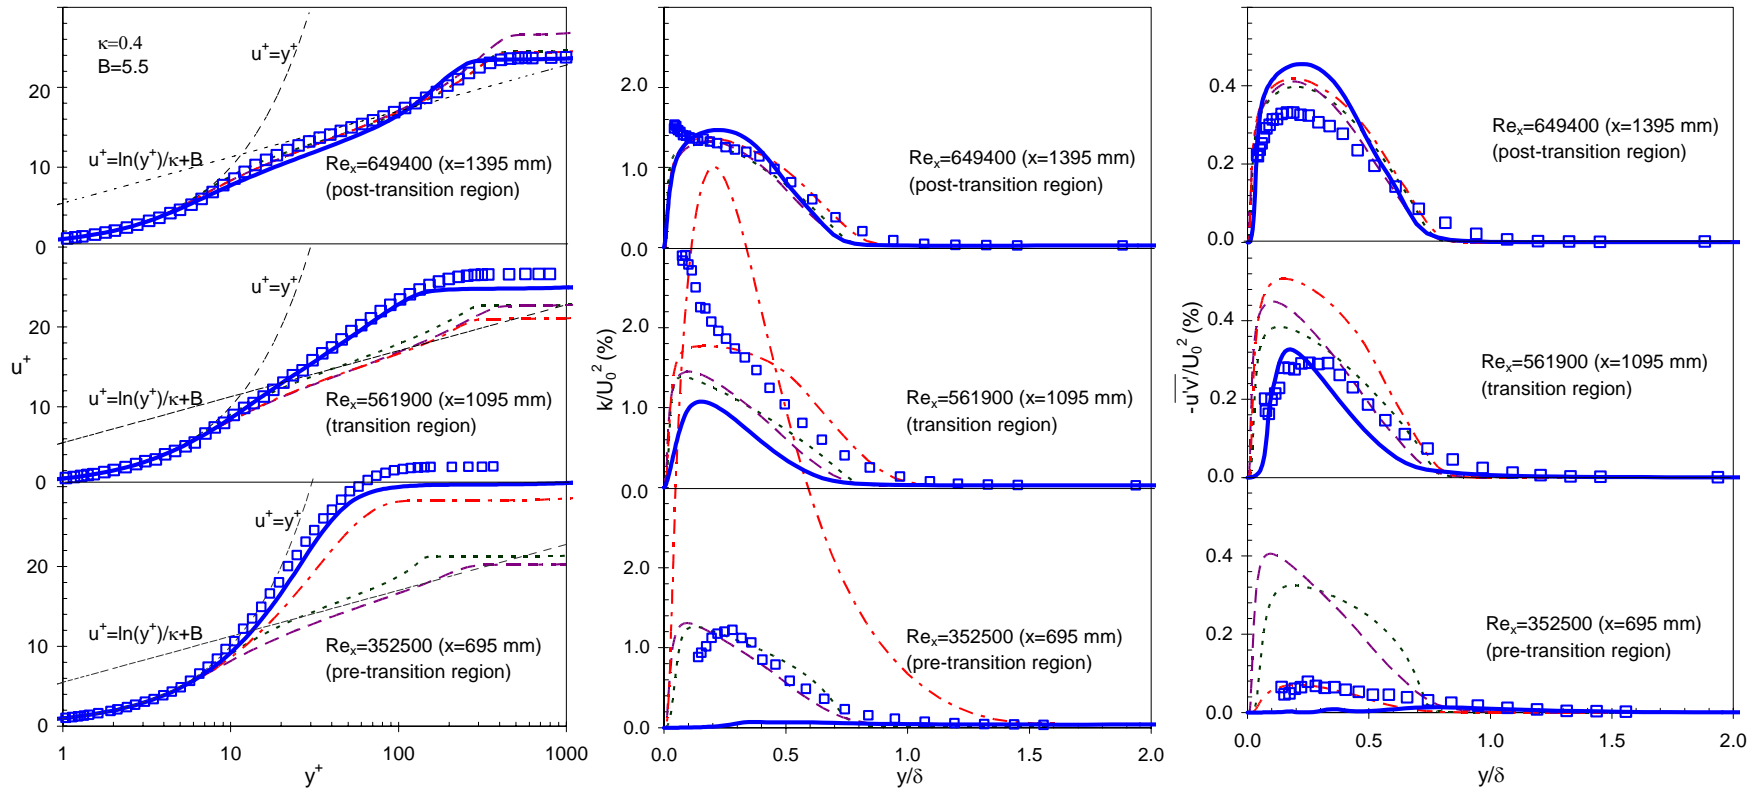 κ=0.4
B=5.5
u⁺=y⁺
u⁺=ln(y⁺)/κ+B
Reₓ=649400 (x=1395 mm)
(post-transition region)
20
10
0
u⁺=y⁺
u⁺=ln(y⁺)/κ+B
Reₓ=561900 (x=1095 mm)
(transition region)
20
10
0
u⁺
u⁺=y⁺
u⁺=ln(y⁺)/κ+B
Reₓ=352500 (x=695 mm)
(pre-transition region)
20
10
0
1 10 100 1000
y⁺
2.0
1.0
0.0
Reₓ=649400 (x=1395 mm)
(post-transition region)
2.0
1.0
0.0
k/U₀² (%)
Reₓ=561900 (x=1095 mm)
(transition region)
2.0
1.0
0.0
Reₓ=352500 (x=695 mm)
(pre-transition region)
0.0 0.5 1.0 1.5 2.0
y/δ
0.4
0.2
0.0
Reₓ=649400 (x=1395 mm)
(post-transition region)
0.4
0.2
0.0
-u'v'/U₀² (%)
Reₓ=561900 (x=1095 mm)
(transition region)
0.4
0.2
0.0
Reₓ=352500 (x=695 mm)
(pre-transition region)
0.0 0.5 1.0 1.5 2.0
y/δ